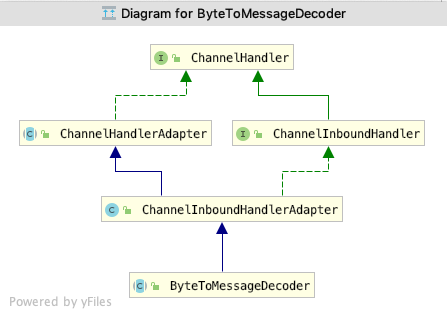 Diagram for ByteToMessageDecoder
I ChannelHandler
C ChannelHandlerAdapter
I ChannelInboundHandler
C ChannelInboundHandlerAdapter
C ByteToMessageDecoder
Powered by yFiles